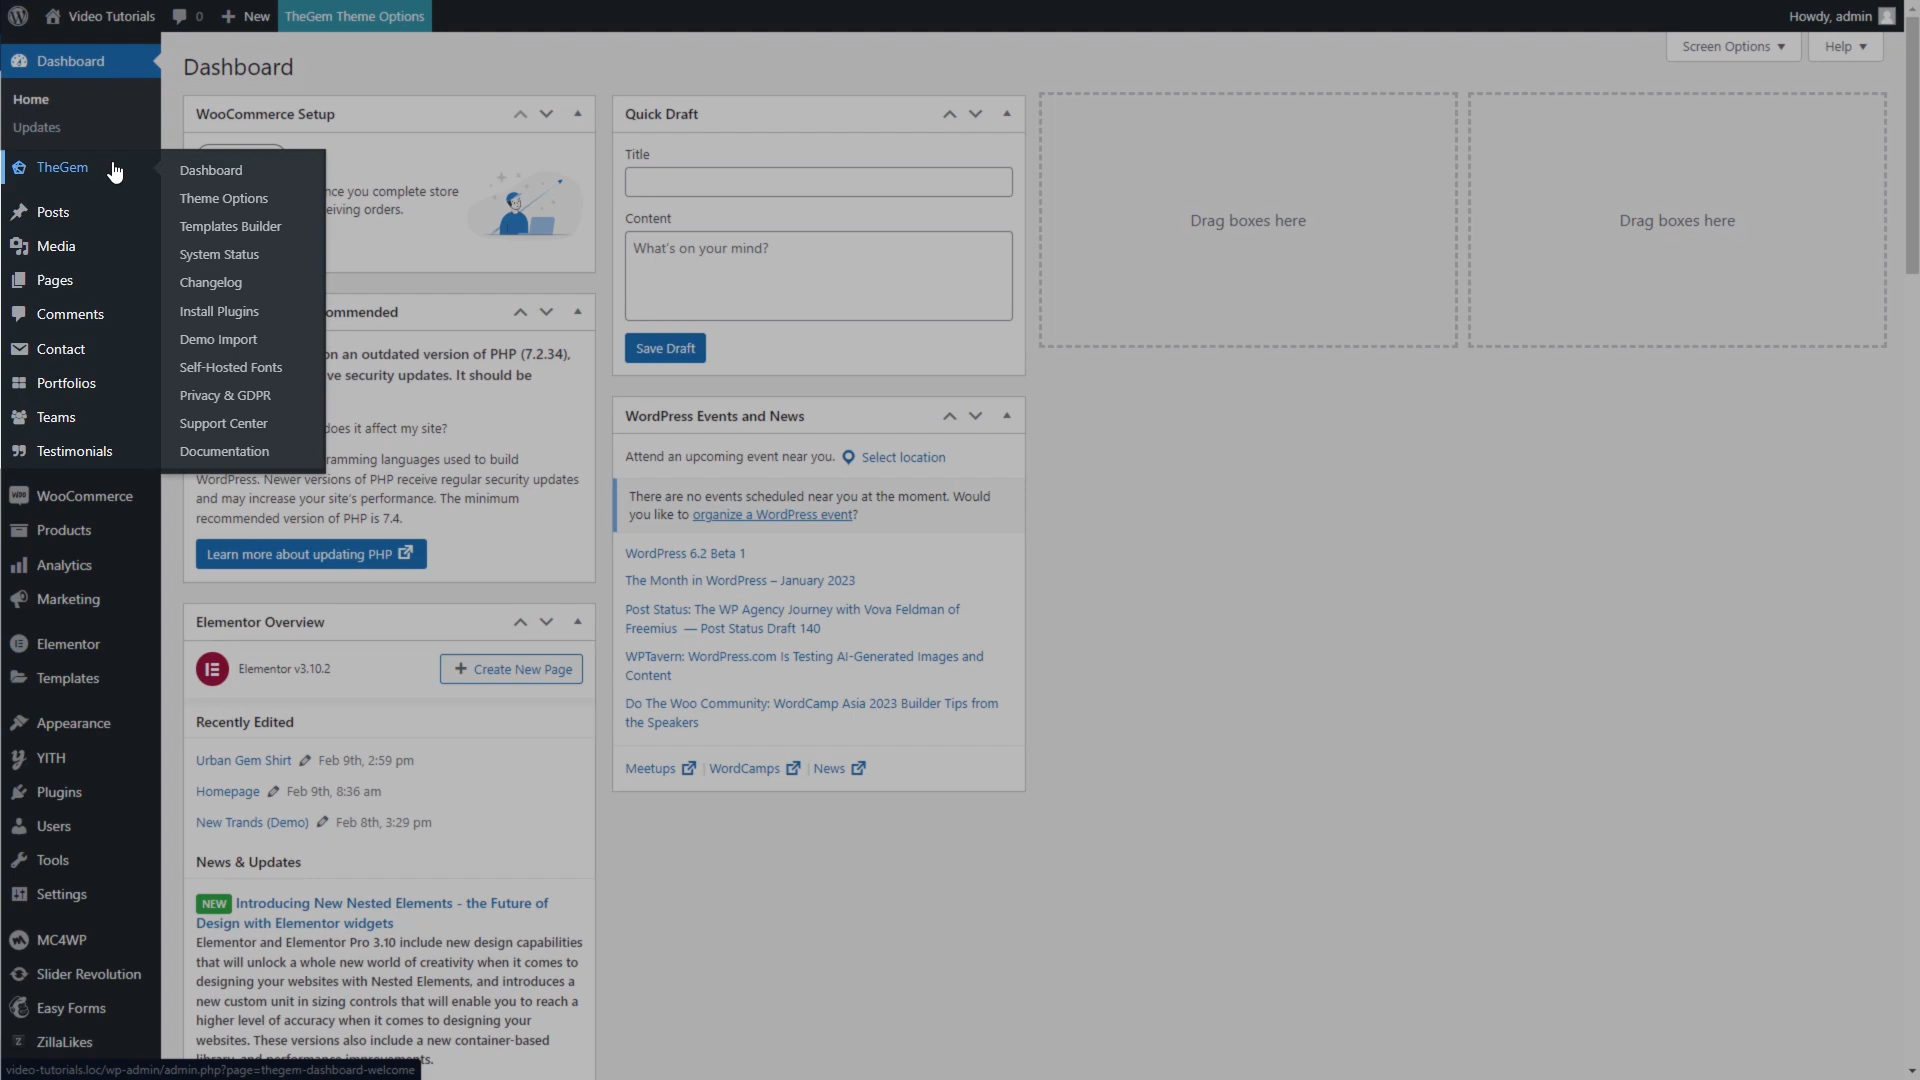 Video Tutorials
0
New
TheGem Theme Options
Howdy, admin
Screen Options
Help
Dashboard
Home
Updates
TheGem
Posts
Media
Pages
Comments
Contact
Portfolios
Teams
Testimonials
WooCommerce
Products
Analytics
Marketing
Elementor
Templates
Appearance
YITH
Plugins
Users
Tools
Settings
MC4WP
Slider Revolution
Easy Forms
ZillaLikes
Dashboard
Theme Options
Templates Builder
System Status
Changelog
Install Plugins
Demo Import
Self-Hosted Fonts
Privacy & GDPR
Support Center
Documentation
Dashboard
WooCommerce Setup
you complete store
orders.
on an outdated version of PHP (7.2.34),
security updates. It should be
does it affect my site?
languages used to build
WordPress. Newer versions of PHP receive regular security updates
and may increase your site's performance. The minimum
recommended version of PHP is 7.4.
Learn more about updating PHP
Elementor Overview
Elementor v3.10.2
Create New Page
Recently Edited
Urban Gem Shirt Feb 9th, 2:59 pm
Homepage Feb 9th, 8:36 am
New Trands (Demo) Feb 8th, 3:29 pm
News & Updates
NEW Introducing New Nested Elements - the Future of
Design with Elementor widgets
Elementor and Elementor Pro 3.10 include new design capabilities
that will unlock a whole new world of creativity when it comes to
designing your websites with Nested Elements, and introduces a
new custom unit in sizing controls that will enable you to reach a
higher level of accuracy when it comes to designing your
websites. These versions also include a new container-based
library, and performance improvements.
Quick Draft
Title
Content
What's on your mind?
Save Draft
WordPress Events and News
Attend an upcoming event near you. Select location
There are no events scheduled near you at the moment. Would
you like to organize a WordPress event?
WordPress 6.2 Beta 1
The Month in WordPress – January 2023
Post Status: The WP Agency Journey with Vova Feldman of
Freemius — Post Status Draft 140
WPTavern: WordPress.com Is Testing AI-Generated Images and
Content
Do The Woo Community: WordCamp Asia 2023 Builder Tips from
the Speakers
Meetups | WordCamps | News
Drag boxes here
Drag boxes here
video-tutorials.loc/wp-admin/admin.php?page=thegem-dashboard-welcome